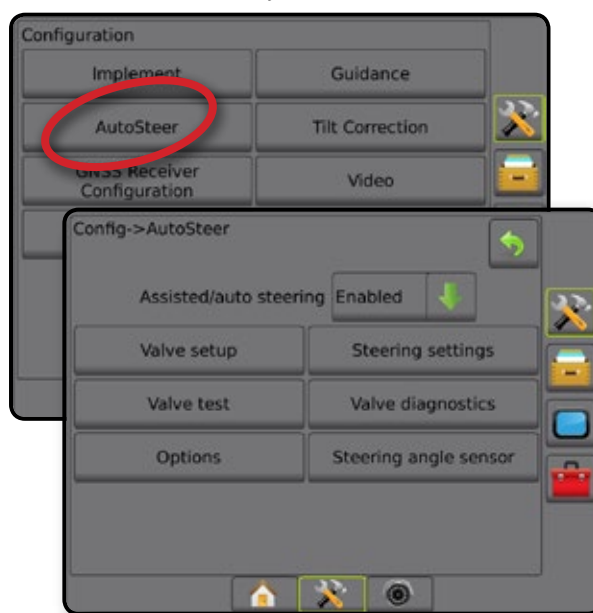 Configuration
Implement
Guidance
AutoSteer
Tilt Correction
GNSS Receiver
Configuration
Video
Config->AutoSteer
Assisted/auto steering Enabled
Valve setup
Steering settings
Valve test
Valve diagnostics
Options
Steering angle sensor